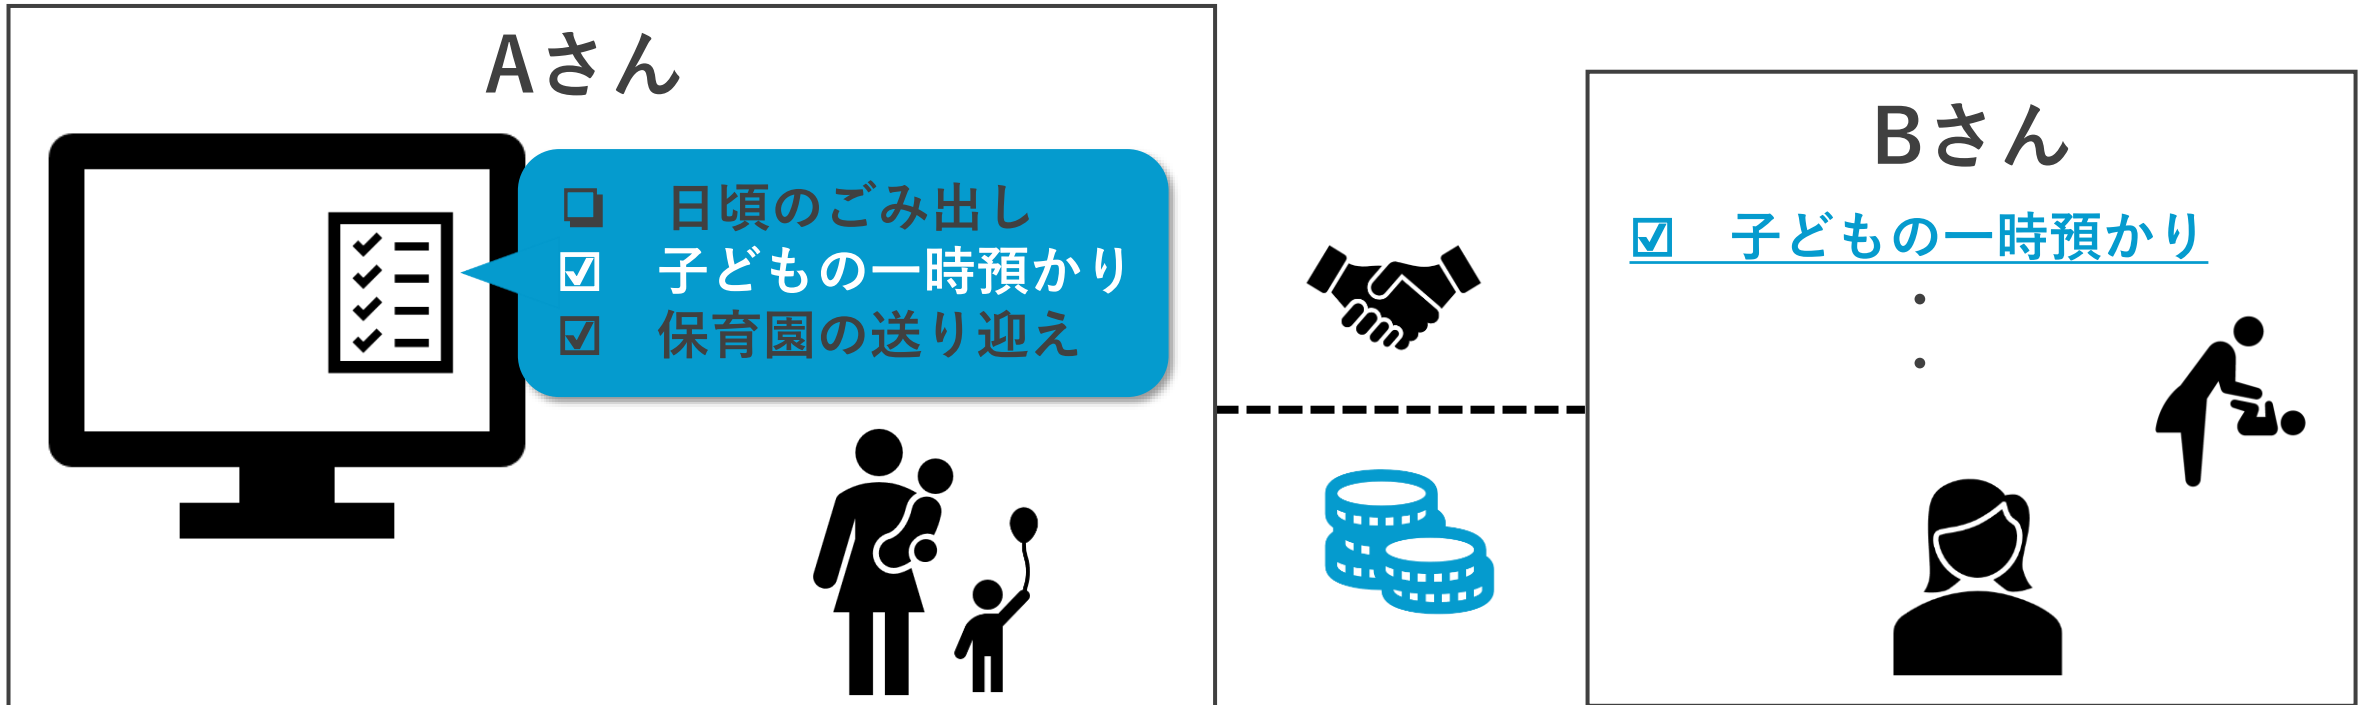 Aさん
❏ 日頃のごみ出し
☑ 子どもの一時預かり
☑ 保育園の送り迎え
Bさん
☑ 子どもの一時預かり
・
・